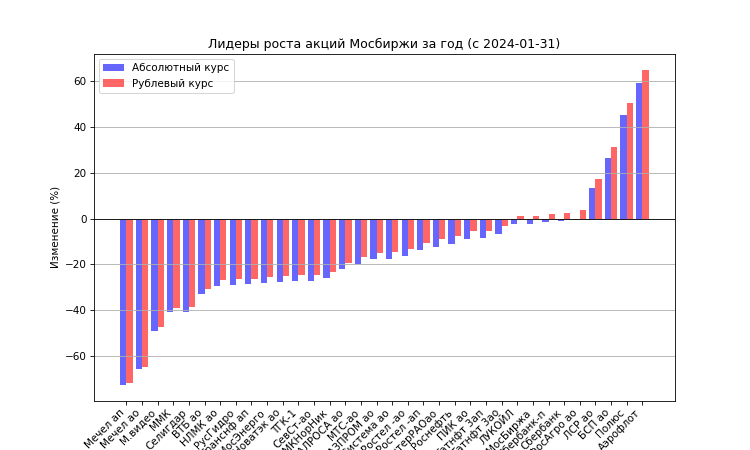 Лидеры роста акций Мосбиржи за год (с 2024-01-31)
Абсолютный курс
Рублевый курс
Изменение (%)
60
40
20
0
−20
−40
−60
Мечел ап
Мечел ао
М.видео
ММК
Селигдар
ВТБ ао
НЛМК ао
РусГидро
ТГК-1
СевСт-ао
МТС-ао
Ростел -ао
Ростел -ап
Роснефть
ПИК ао
ЛУКОЙЛ
МосБиржа
Сбербанк
ЛСР ао
БСП ао
Полюс
Аэрофлот